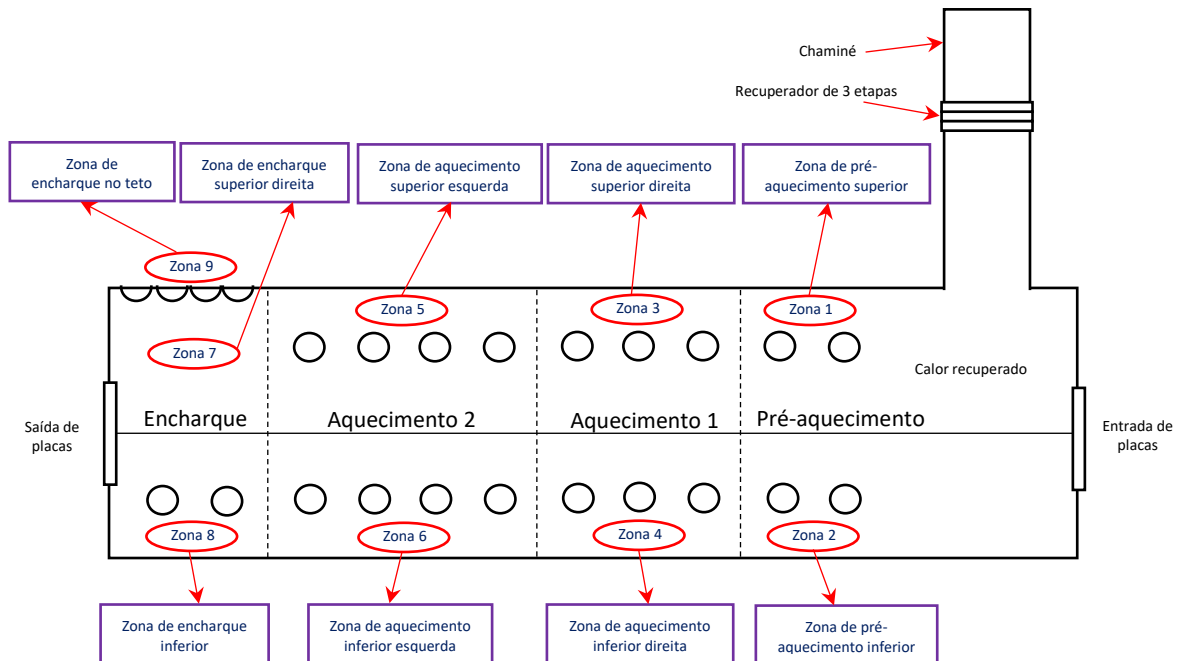 Chaminé
Recuperador de 3 etapas
Zona de
encharque no teto
Zona de encharque
superior direita
Zona de aquecimento
superior esquerda
Zona de aquecimento
superior direita
Zona de pré-
aquecimento superior
Zona 9
Zona 5
Zona 3
Zona 1
Zona 7
Calor recuperado
Encharque
Aquecimento 2
Aquecimento 1
Pré-aquecimento
Saída de
placas
Entrada de
placas
Zona 8
Zona 6
Zona 4
Zona 2
Zona de encharque
inferior
Zona de aquecimento
inferior esquerda
Zona de aquecimento
inferior direita
Zona de pré-
aquecimento inferior